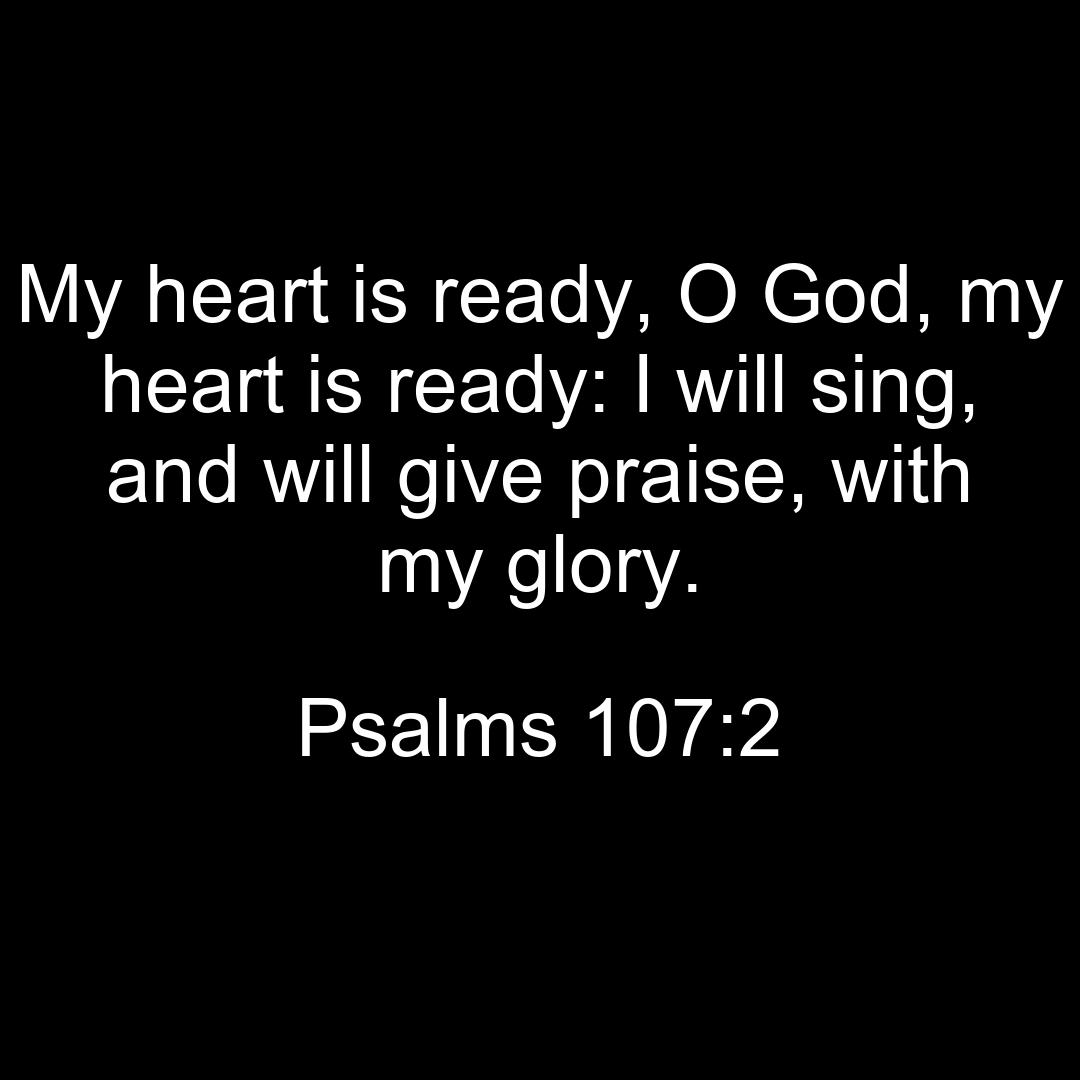 My heart is ready, O God, my
heart is ready: I will sing,
and will give praise, with
my glory.
Psalms 107:2